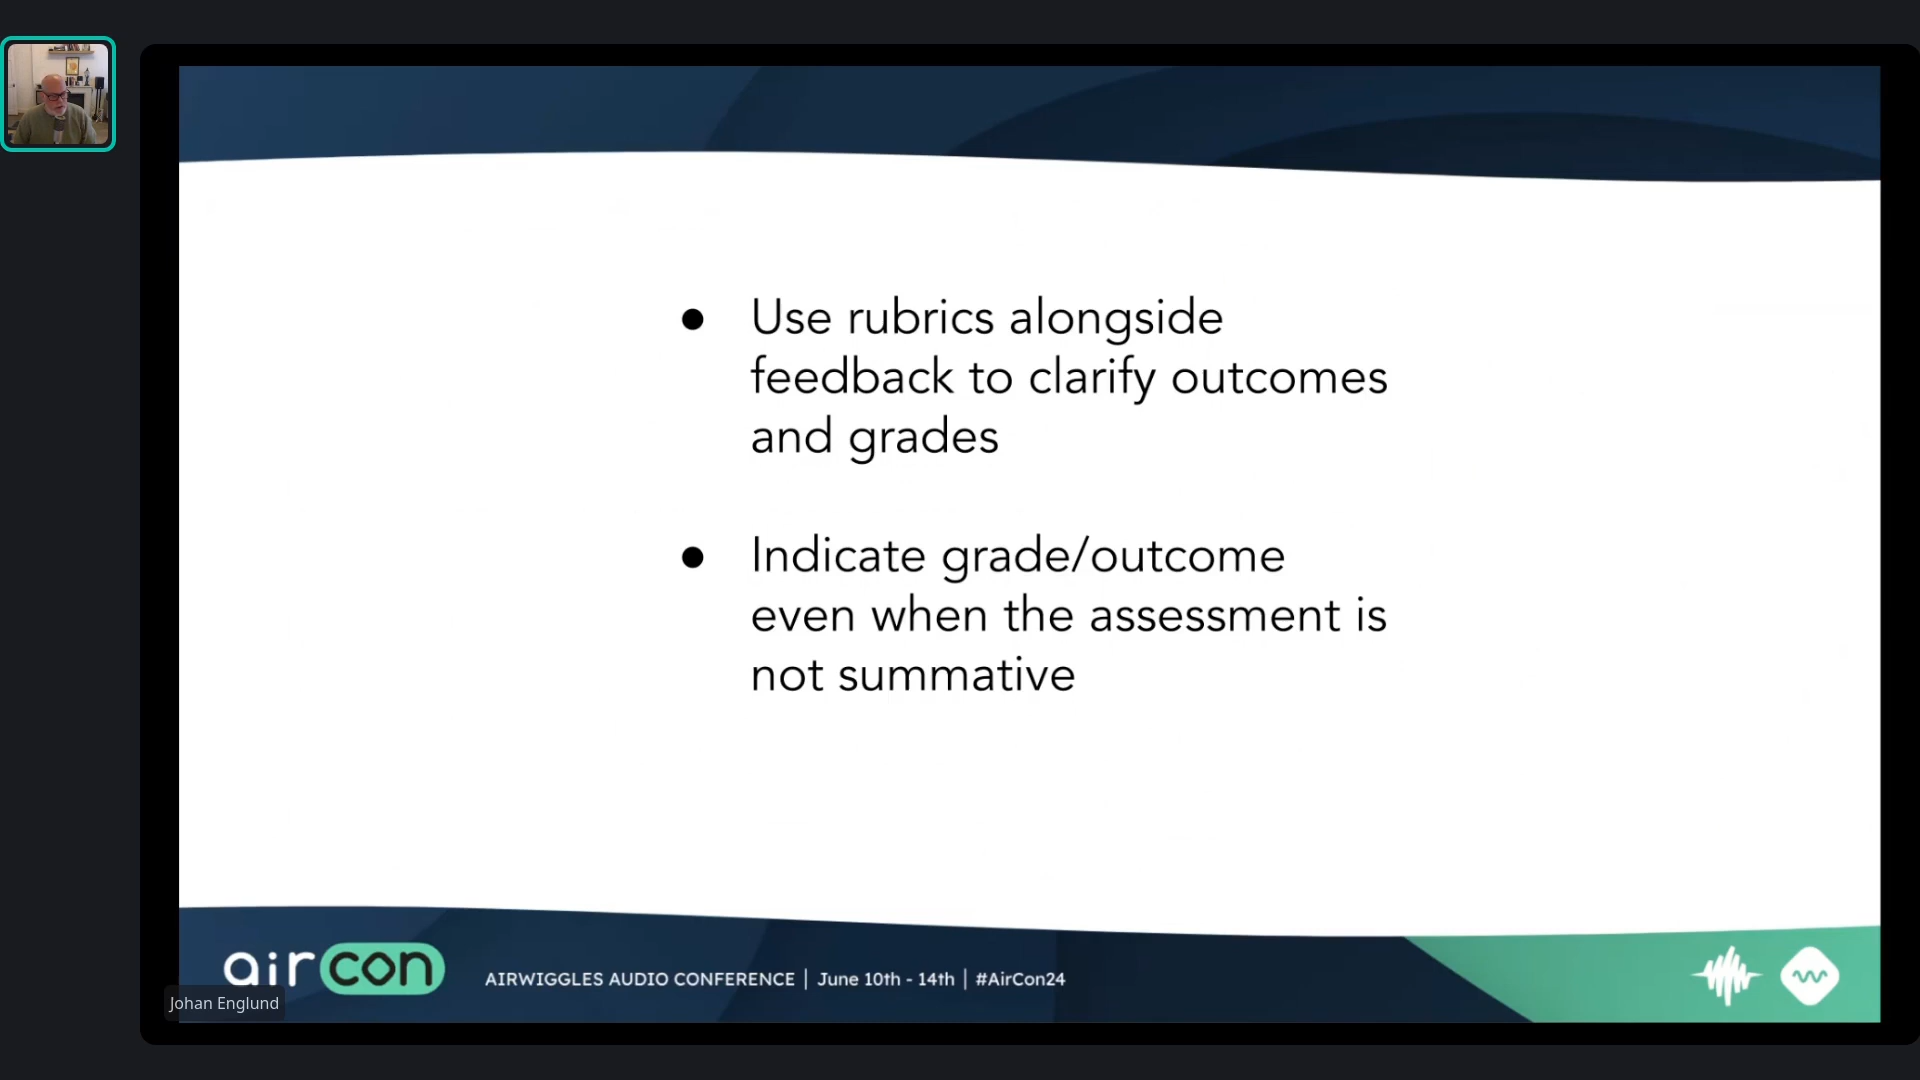 ● Use rubrics alongside
feedback to clarify outcomes
and grades
● Indicate grade/outcome
even when the assessment is
not summative
aircon
AIRWIGGLES AUDIO CONFERENCE | June 10th - 14th | #AirCon24
Johan Englund